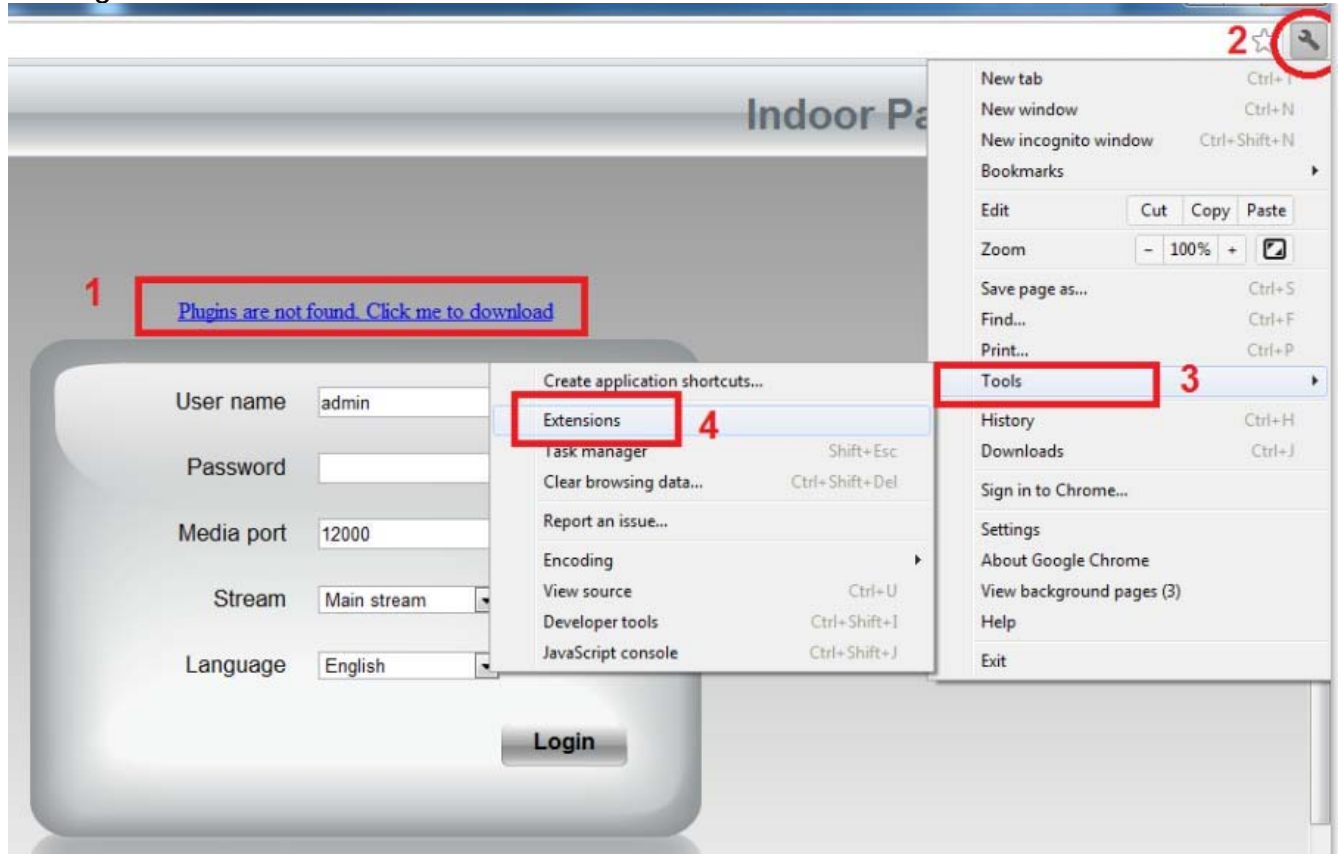 2
Indoor Pa
1
Plugins are not found. Click me to download
User name admin
Password
Media port 12000
Stream Main stream
Language English
Login
New tab Ctrl+T
New window Ctrl+N
New incognito window Ctrl+Shift+N
Bookmarks
Edit Cut Copy Paste
Zoom - 100% +
Save page as... Ctrl+S
Find... Ctrl+F
Print... Ctrl+P
Tools 3
History Ctrl+H
Downloads Ctrl+J
Sign in to Chrome...
Settings
About Google Chrome
View background pages (3)
Help
Exit
Create application shortcuts...
Extensions 4
Task manager Shift+Esc
Clear browsing data... Ctrl+Shift+Del
Report an issue...
Encoding
View source Ctrl+U
Developer tools Ctrl+Shift+I
JavaScript console Ctrl+Shift+J